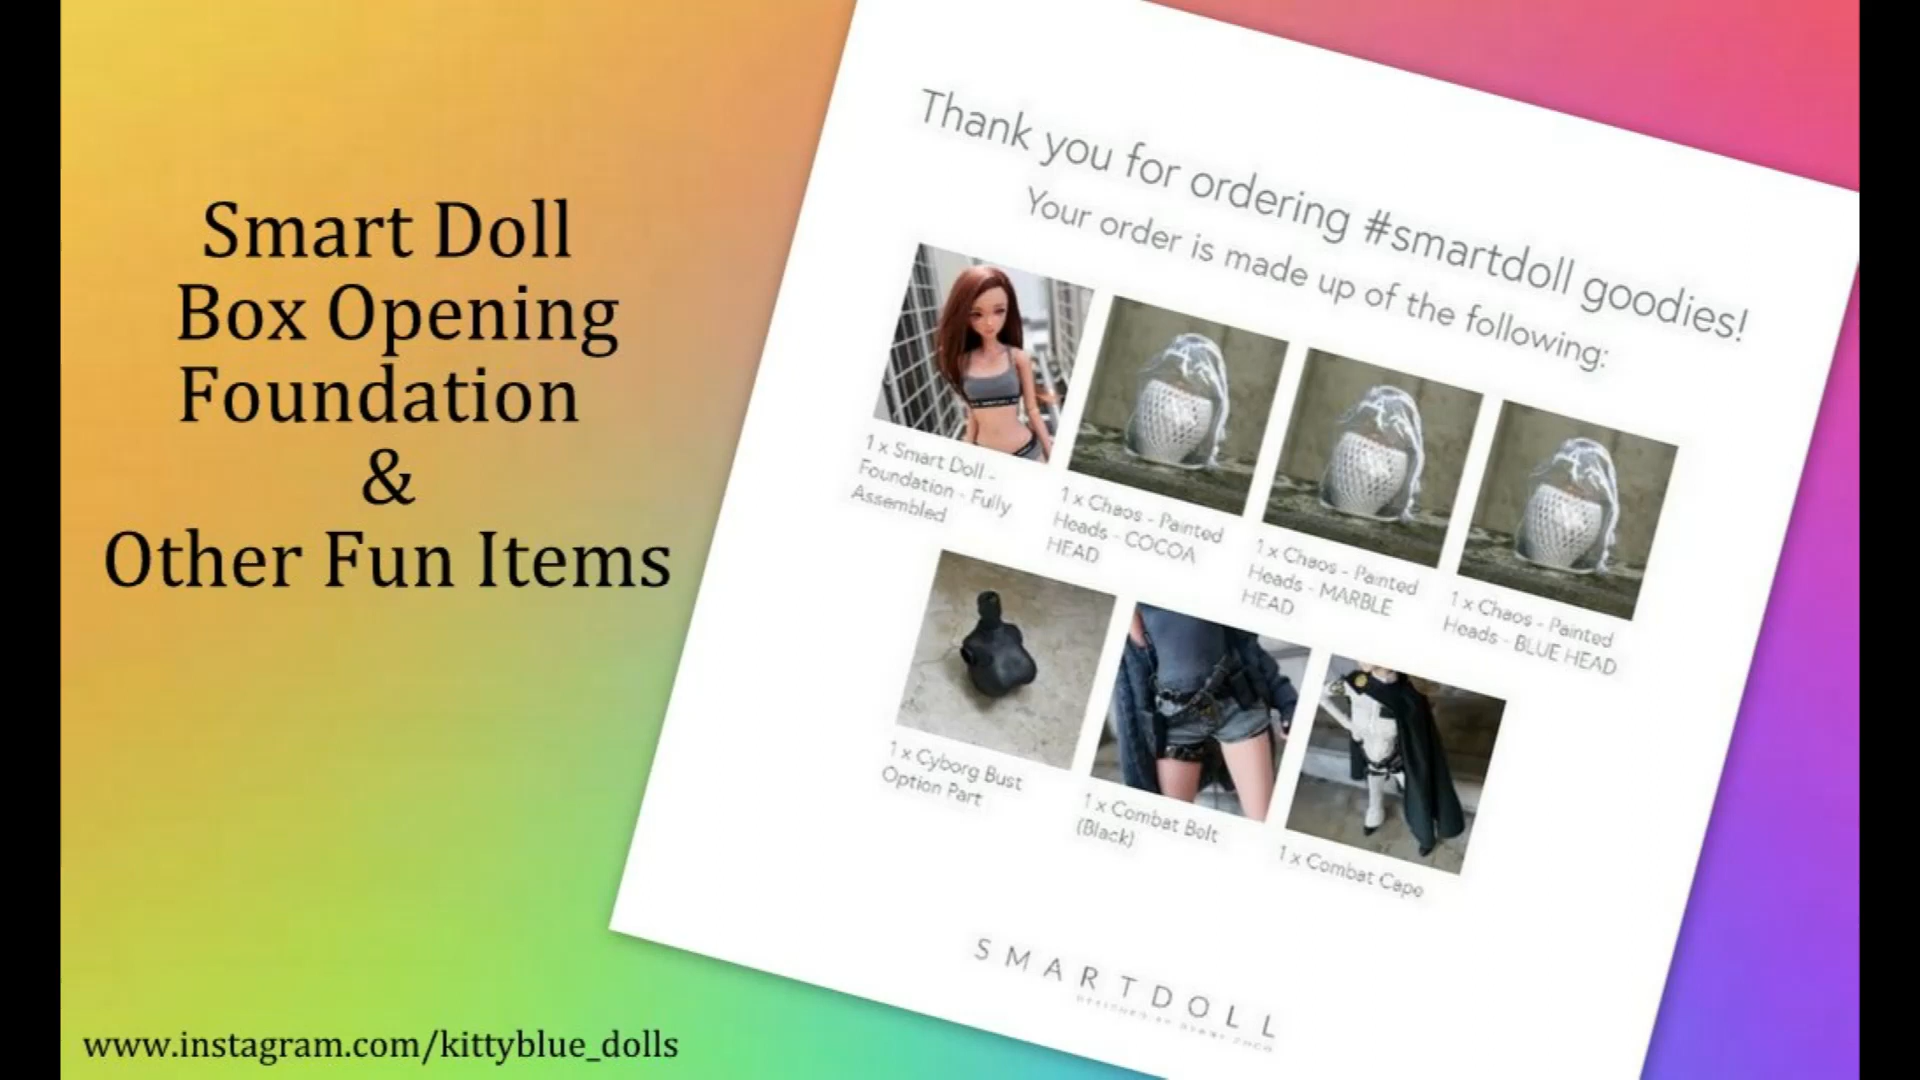 Smart Doll
Box Opening
Foundation
&
Other Fun Items
www.instagram.com/kittyblue_dolls
Thank you for ordering #smartdoll goodies!
Your order is made up of the following:
1 x Smart Doll -
Foundation - Fully
Assembled
1 x Chaos - Painted
Heads - COCOA
HEAD
1 x Chaos - Painted
Heads - MARBLE
HEAD
1 x Chaos - Painted
Heads - BLUE HEAD
1 x Cyborg Bust
Option Part
1 x Combat Belt
(Black)
1 x Combat Cape
SMARTDOLL